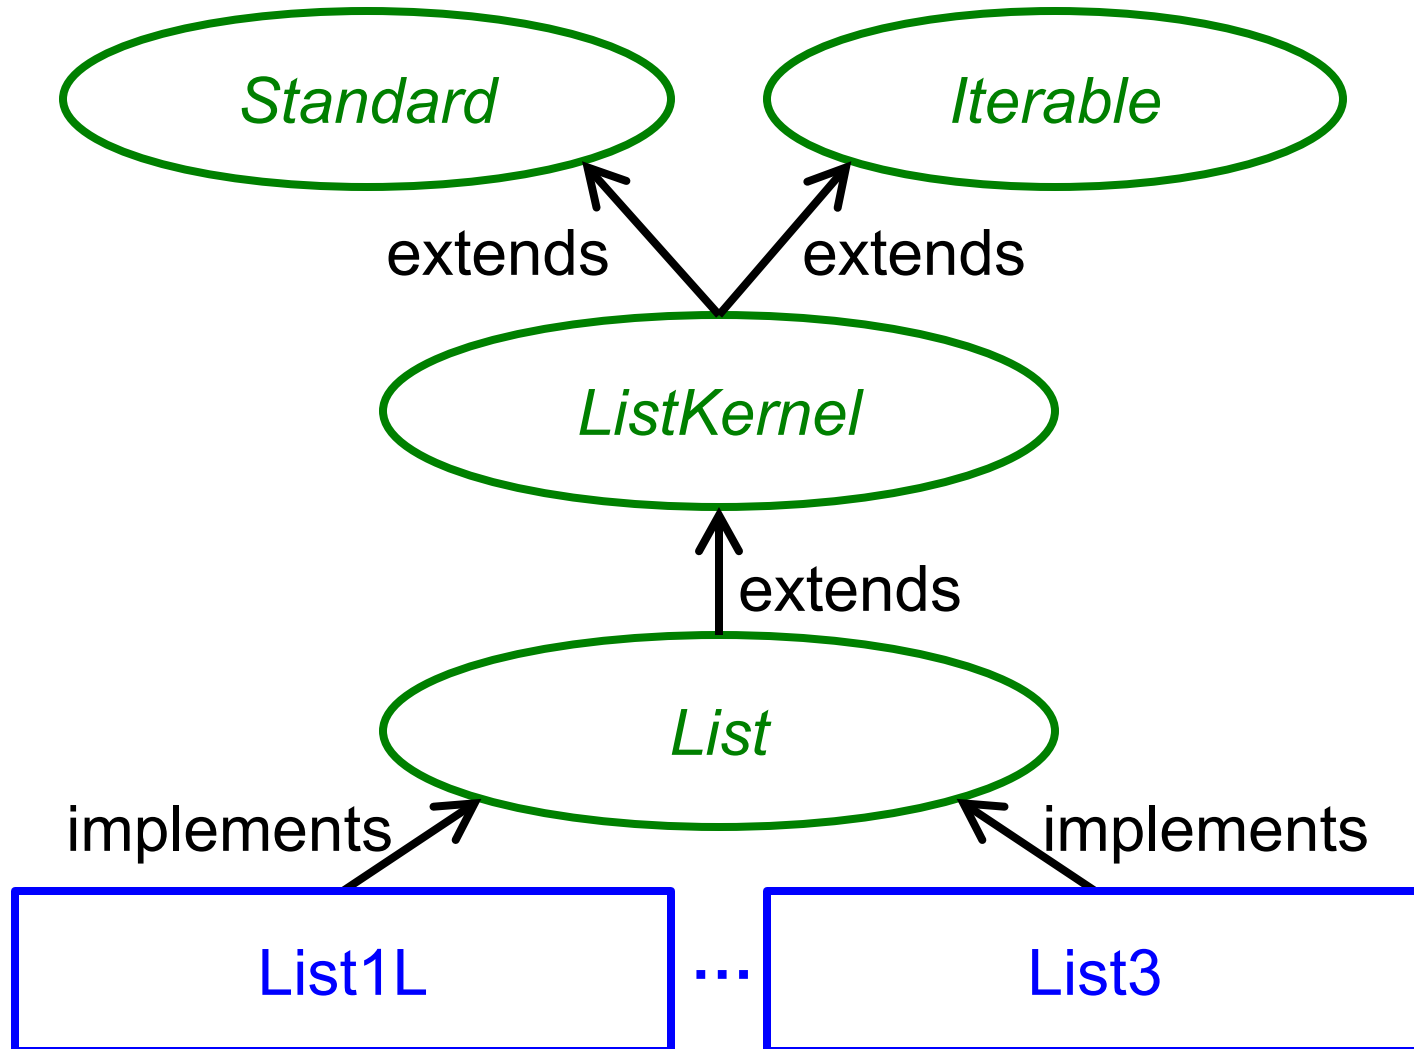 Standard
Iterable
extends
extends
ListKernel
extends
List
implements
implements
List1L
...
List3